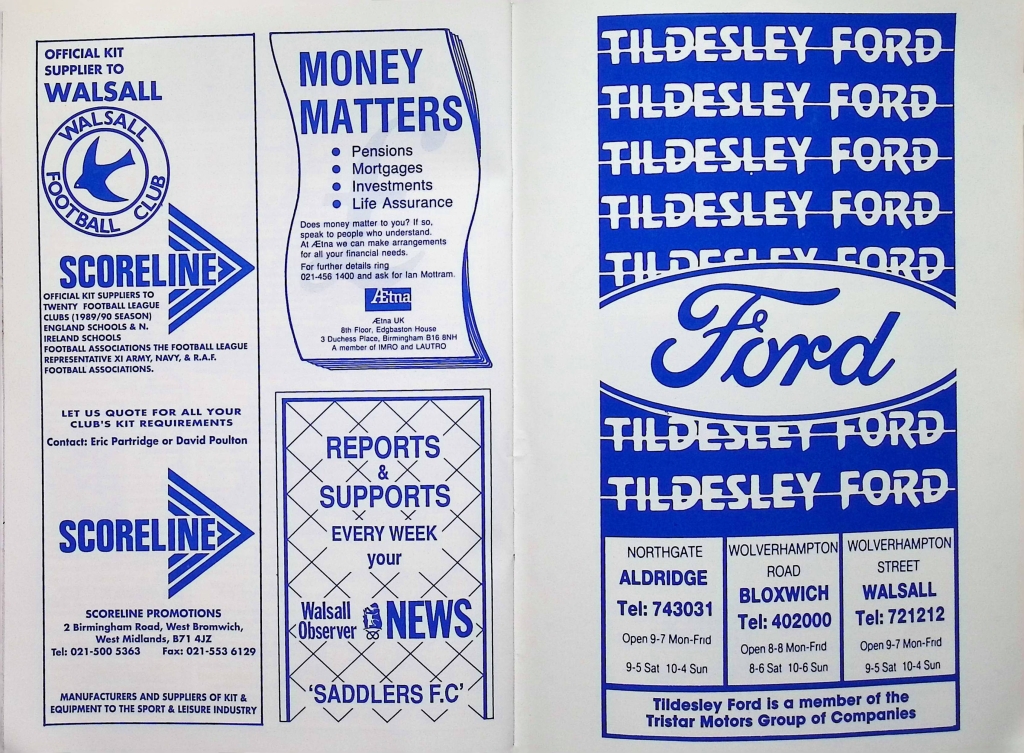 OFFICIAL KIT
SUPPLIER TO
WALSALL
WALSALL
FOOTBALL CLUB
SCORELINE
OFFICIAL KIT SUPPLIERS TO
TWENTY FOOTBALL LEAGUE
CLUBS (1989/90 SEASON)
ENGLAND SCHOOLS & N.
IRELAND SCHOOLS
FOOTBALL ASSOCIATIONS THE FOOTBALL LEAGUE
REPRESENTATIVE XI ARMY, NAVY, & R.A.F.
FOOTBALL ASSOCIATIONS.
LET US QUOTE FOR ALL YOUR
CLUB'S KIT REQUIREMENTS
Contact: Eric Partridge or David Poulton
SCORELINE
SCORELINE PROMOTIONS
2 Birmingham Road, West Bromwich,
West Midlands, B71 4JZ
Tel: 021-500 5363 Fax: 021-553 6129
MANUFACTURERS AND SUPPLIERS OF KIT &
EQUIPMENT TO THE SPORT & LEISURE INDUSTRY
MONEY
MATTERS
• Pensions
• Mortgages
• Investments
• Life Assurance
Does money matter to you? If so,
speak to people who understand.
At Ætna we can make arrangements
for all your financial needs.
For further details ring
021-456 1400 and ask for Ian Mottram.
Ætna
Ætna UK
8th Floor, Edgbaston House
3 Duchess Place, Birmingham B16 8NH
A member of IMRO and LAUTRO
REPORTS
&
SUPPORTS
EVERY WEEK
your
Walsall
Observer
NEWS
'SADDLERS F.C'
TILDESLEY FORD
TILDESLEY FORD
TILDESLEY FORD
TILDESLEY FORD
TILDESLEY FORD
Ford
TILDESLEY FORD
TILDESLEY FORD
NORTHGATE
ALDRIDGE
Tel: 743031
Open 9-7 Mon-Frid
9-5 Sat 10-4 Sun
WOLVERHAMPTON
ROAD
BLOXWICH
Tel: 402000
Open 8-8 Mon-Frid
8-6 Sat 10-6 Sun
WOLVERHAMPTON
STREET
WALSALL
Tel: 721212
Open 9-7 Mon-Frid
9-5 Sat 10-4 Sun
Tildesley Ford is a member of the
Tristar Motors Group of Companies